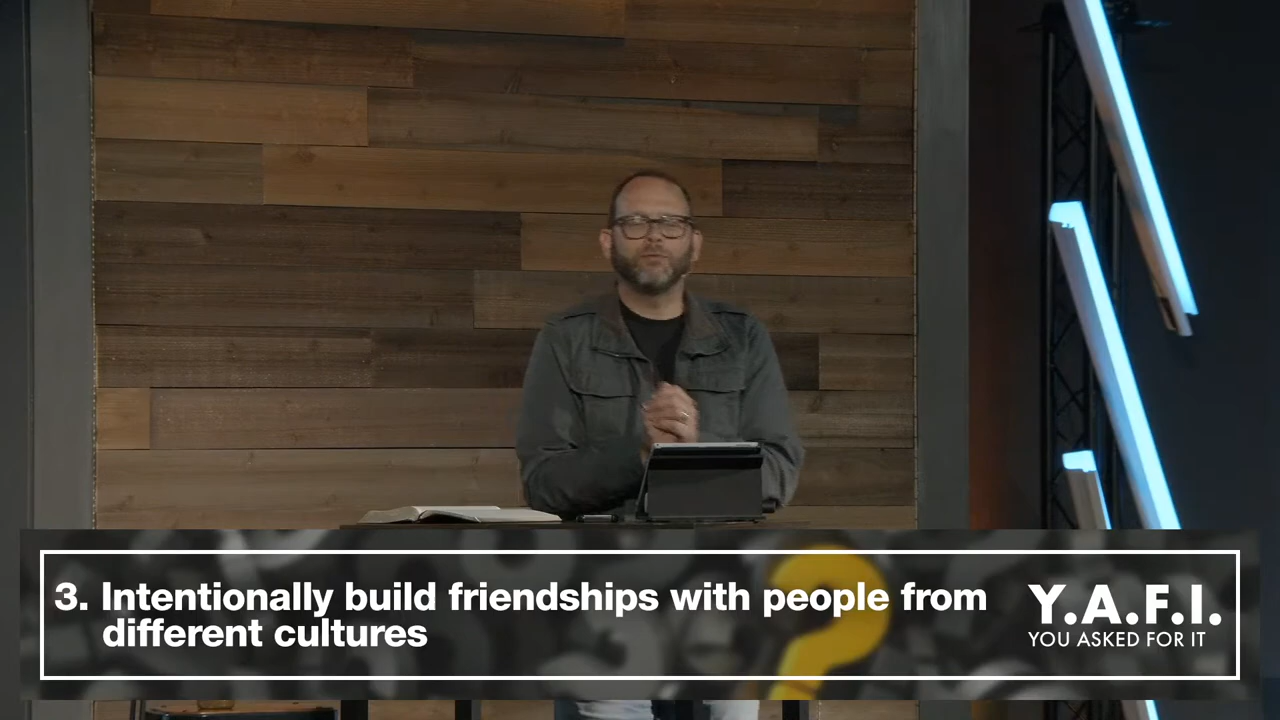 3. Intentionally build friendships with people from
different cultures
Y.A.F.I.
YOU ASKED FOR IT